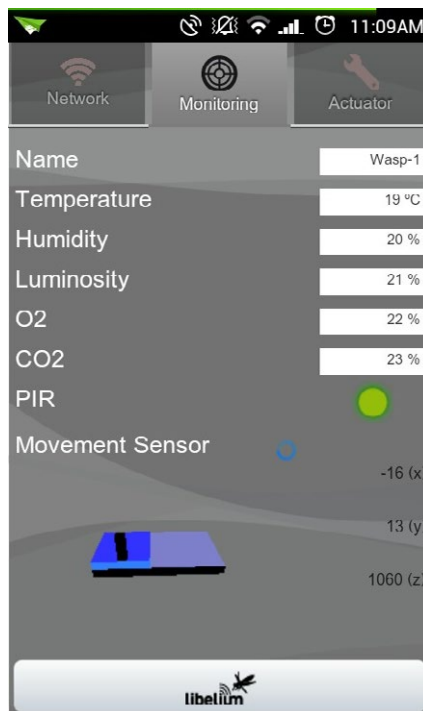 11:09AM
Network
Monitoring
Actuator
Name
Wasp-1
Temperature
19 ºC
Humidity
20 %
Luminosity
21 %
O2
22 %
CO2
23 %
PIR
Movement Sensor
-16 (x
13 (y
1060 (z)
libelium